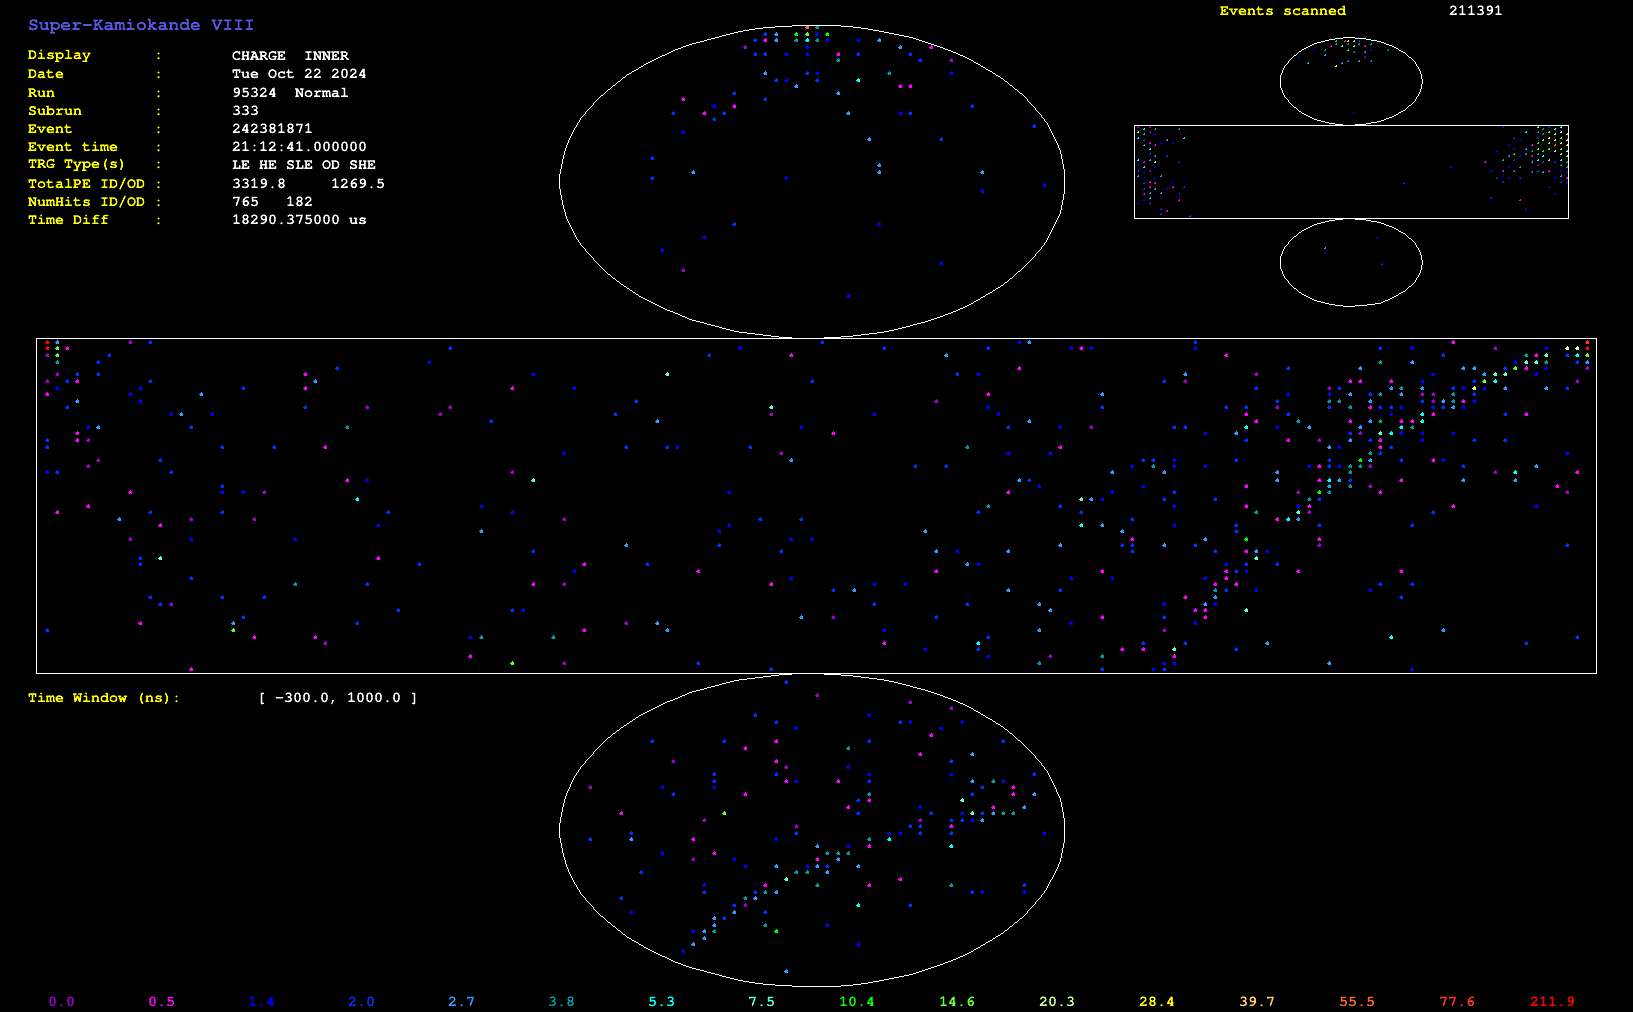 Super-Kamiokande VIII
Events scanned 211391
Display : CHARGE INNER
Date : Tue Oct 22 2024
Run : 95324 Normal
Subrun : 333
Event : 242381871
Event time : 21:12:41.000000
TRG Type(s) : LE HE SLE OD SHE
TotalPE ID/OD : 3319.8 1269.5
NumHits ID/OD : 765 182
Time Diff : 18290.375000 us
Time Window (ns): [ −300.0, 1000.0 ]
0.0 0.5 1.4 2.0 2.7 3.8 5.3 7.5 10.4 14.6 20.3 28.4 39.7 55.5 77.6 211.9